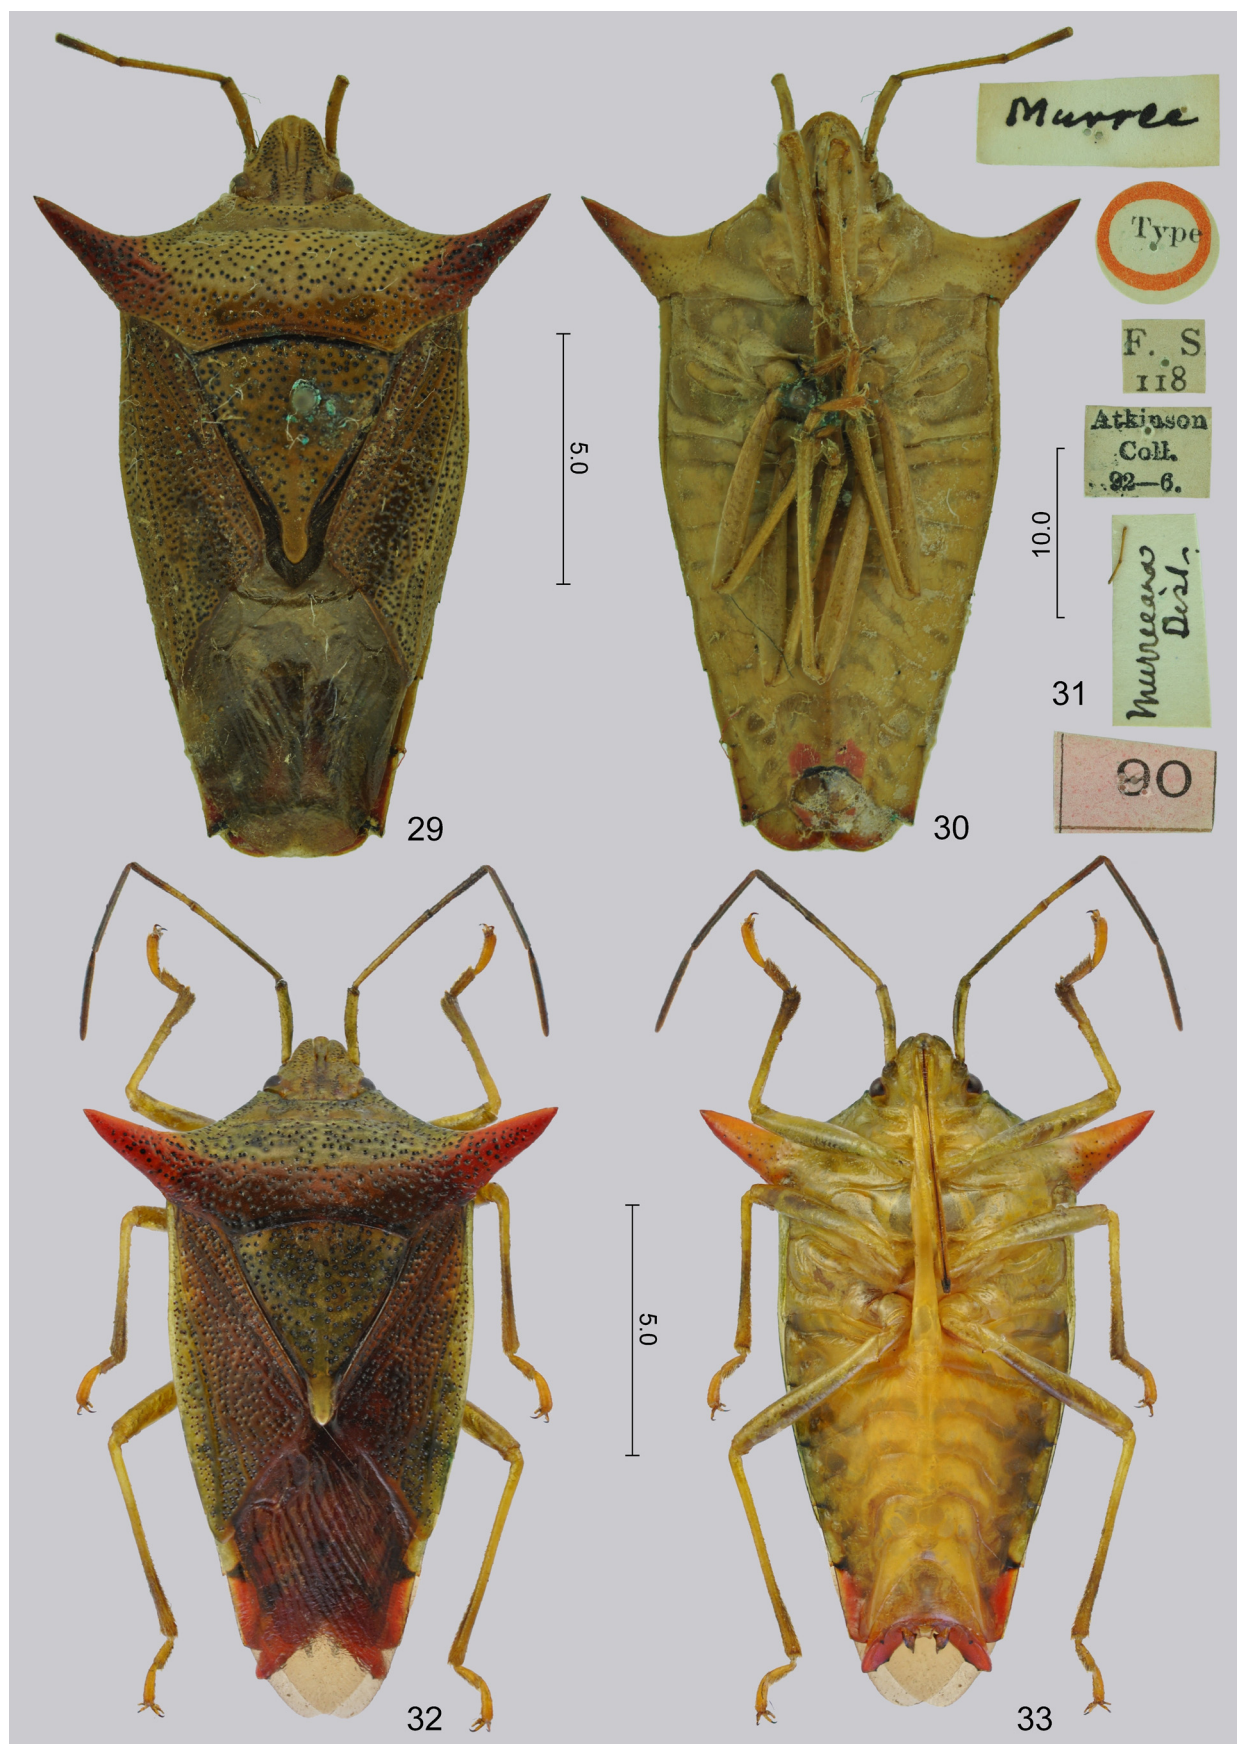 Murree
Type
F. S.
118
Atkinson
Coll.
92—6.
5.0
10.0
murreeana
Dist.
31
90
29
30
5.0
32
33